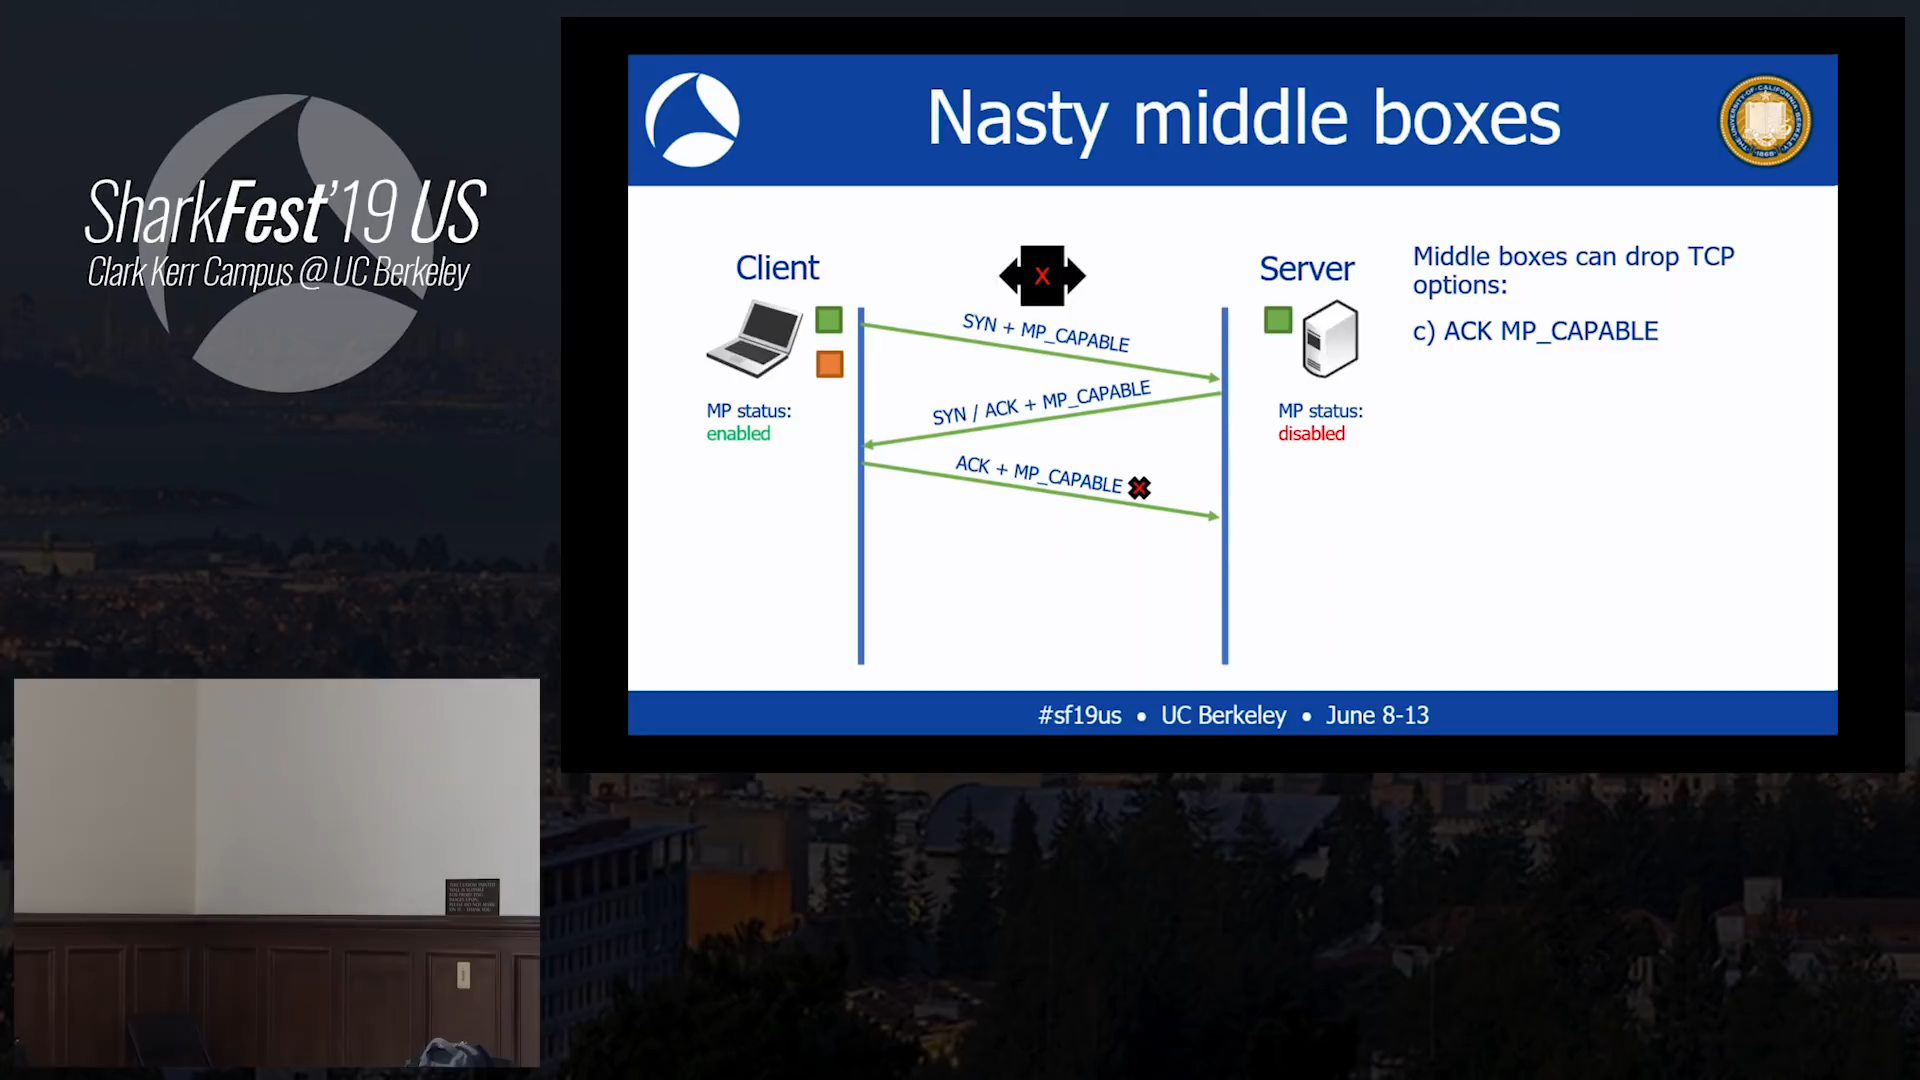 SharkFest'19 US
Clark Kerr Campus @ UC Berkeley
Nasty middle boxes
Client
X
Server
Middle boxes can drop TCP
options:
c) ACK MP_CAPABLE
SYN + MP_CAPABLE
SYN / ACK + MP_CAPABLE
ACK + MP_CAPABLE
MP status:
enabled
MP status:
disabled
#sf19us • UC Berkeley • June 8-13